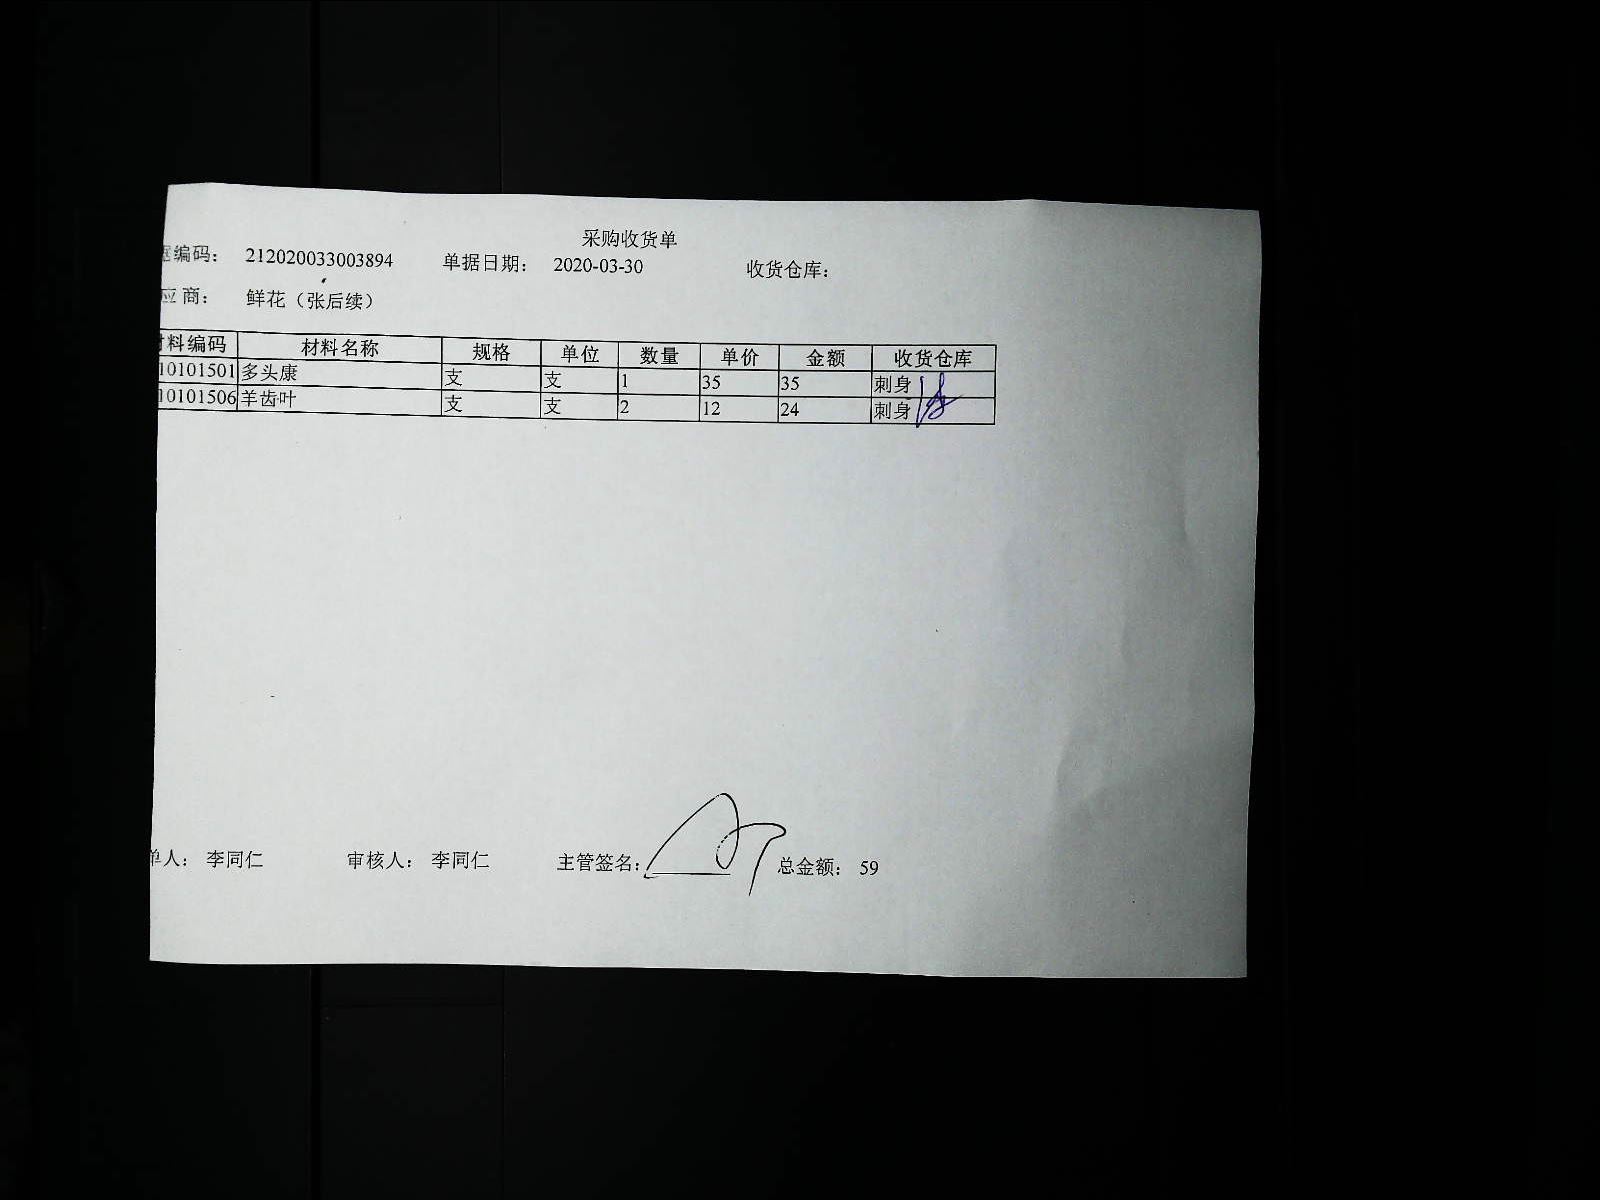 采购收货单
据编码： 212020033003894 单据日期： 2020-03-30 收货仓库：
应商： 鲜花（张后续）
材料编码 材料名称 规格 单位 数量 单价 金额 收货仓库
10101501 多头康 支 支 1 35 35 刺身
10101506 羊齿叶 支 支 2 12 24 刺身
单人： 李同仁 审核人： 李同仁 主管签名： 总金额： 59